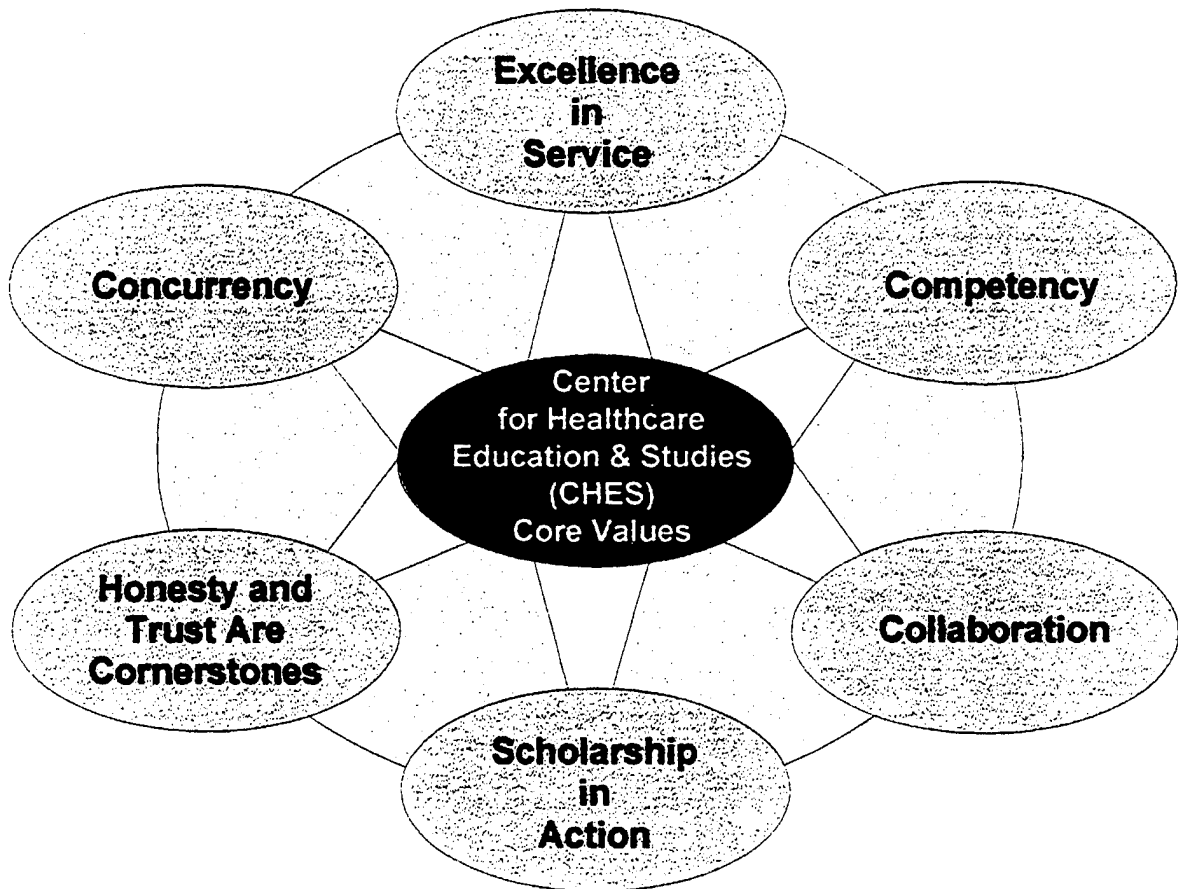 Excellence
in
Service
Concurrency
Competency
Center
for Healthcare
Education & Studies
(CHES)
Core Values
Honesty and
Trust Are
Cornerstones
Collaboration
Scholarship
in
Action